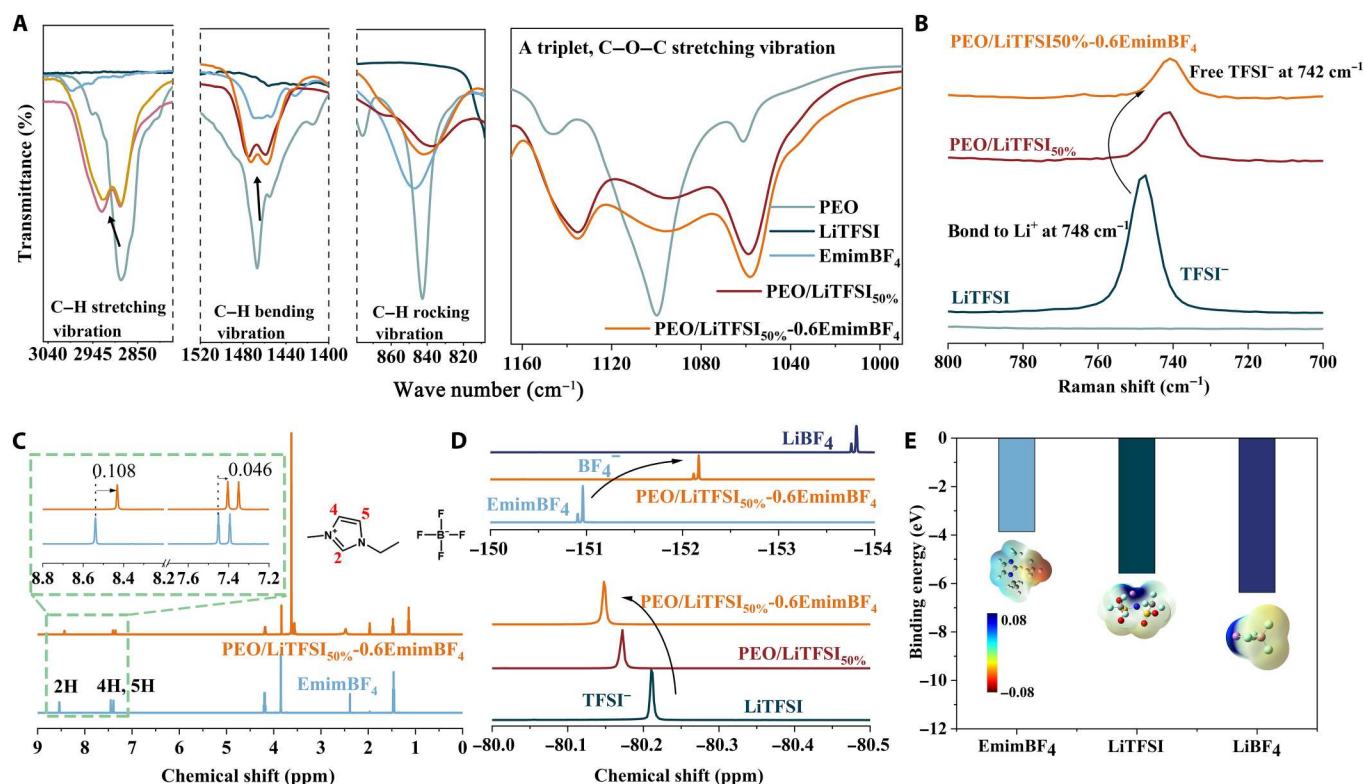 A
Transmittance (%)
C–H stretching
vibration
3040 2945 2850
C–H bending
vibration
1520 1480 1440 1400
C–H rocking
vibration
860 840 820
A triplet, C–O–C stretching vibration
PEO
LiTFSI
EmimBF₄
PEO/LiTFSI₅₀%
PEO/LiTFSI₅₀%-0.6EmimBF₄
1160 1120 1080 1040 1000
Wave number (cm⁻¹)
B
PEO/LiTFSI50%-0.6EmimBF₄
Free TFSI⁻ at 742 cm⁻¹
PEO/LiTFSI₅₀%
Bond to Li⁺ at 748 cm⁻¹
TFSI⁻
LiTFSI
800 780 760 740 720 700
Raman shift (cm⁻¹)
C
0.108
0.046
8.8 8.4 8.2 7.6 7.4 7.2
4
5
N
N⁺
2
F
F
B⁻
F
F
PEO/LiTFSI₅₀%-0.6EmimBF₄
2H
4H, 5H
EmimBF₄
9 8 7 6 5 4 3 2 1 0
Chemical shift (ppm)
D
LiBF₄
BF₄⁻
PEO/LiTFSI₅₀%-0.6EmimBF₄
EmimBF₄
−150 −151 −152 −153 −154
PEO/LiTFSI₅₀%-0.6EmimBF₄
PEO/LiTFSI₅₀%
TFSI⁻
LiTFSI
−80.0 −80.1 −80.2 −80.3 −80.4 −80.5
Chemical shift (ppm)
E
Binding energy (eV)
0
−2
−4
−6
−8
−10
−12
0.08
−0.08
EmimBF₄ LiTFSI LiBF₄